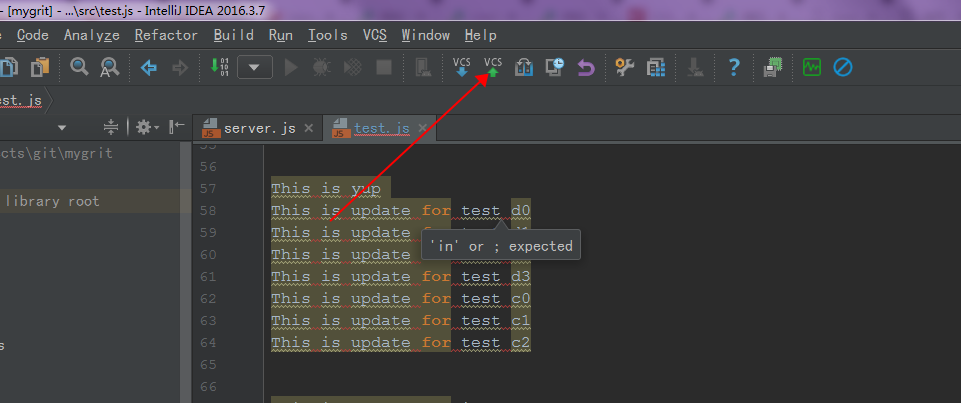 - [mygrit] - ...\src\test.js - IntelliJ IDEA 2016.3.7
e Code Analyze Refactor Build Run Tools VCS Window Help
VCS VCS
est.js
server.js test.js
cts\git\mygrit
library root
s
55
56
57 This is yup
58 This is update for test d0
59 This is update
'in' or ; expected
60 This is update
61 This is update for test d3
62 This is update for test c0
63 This is update for test c1
64 This is update for test c2
65
66